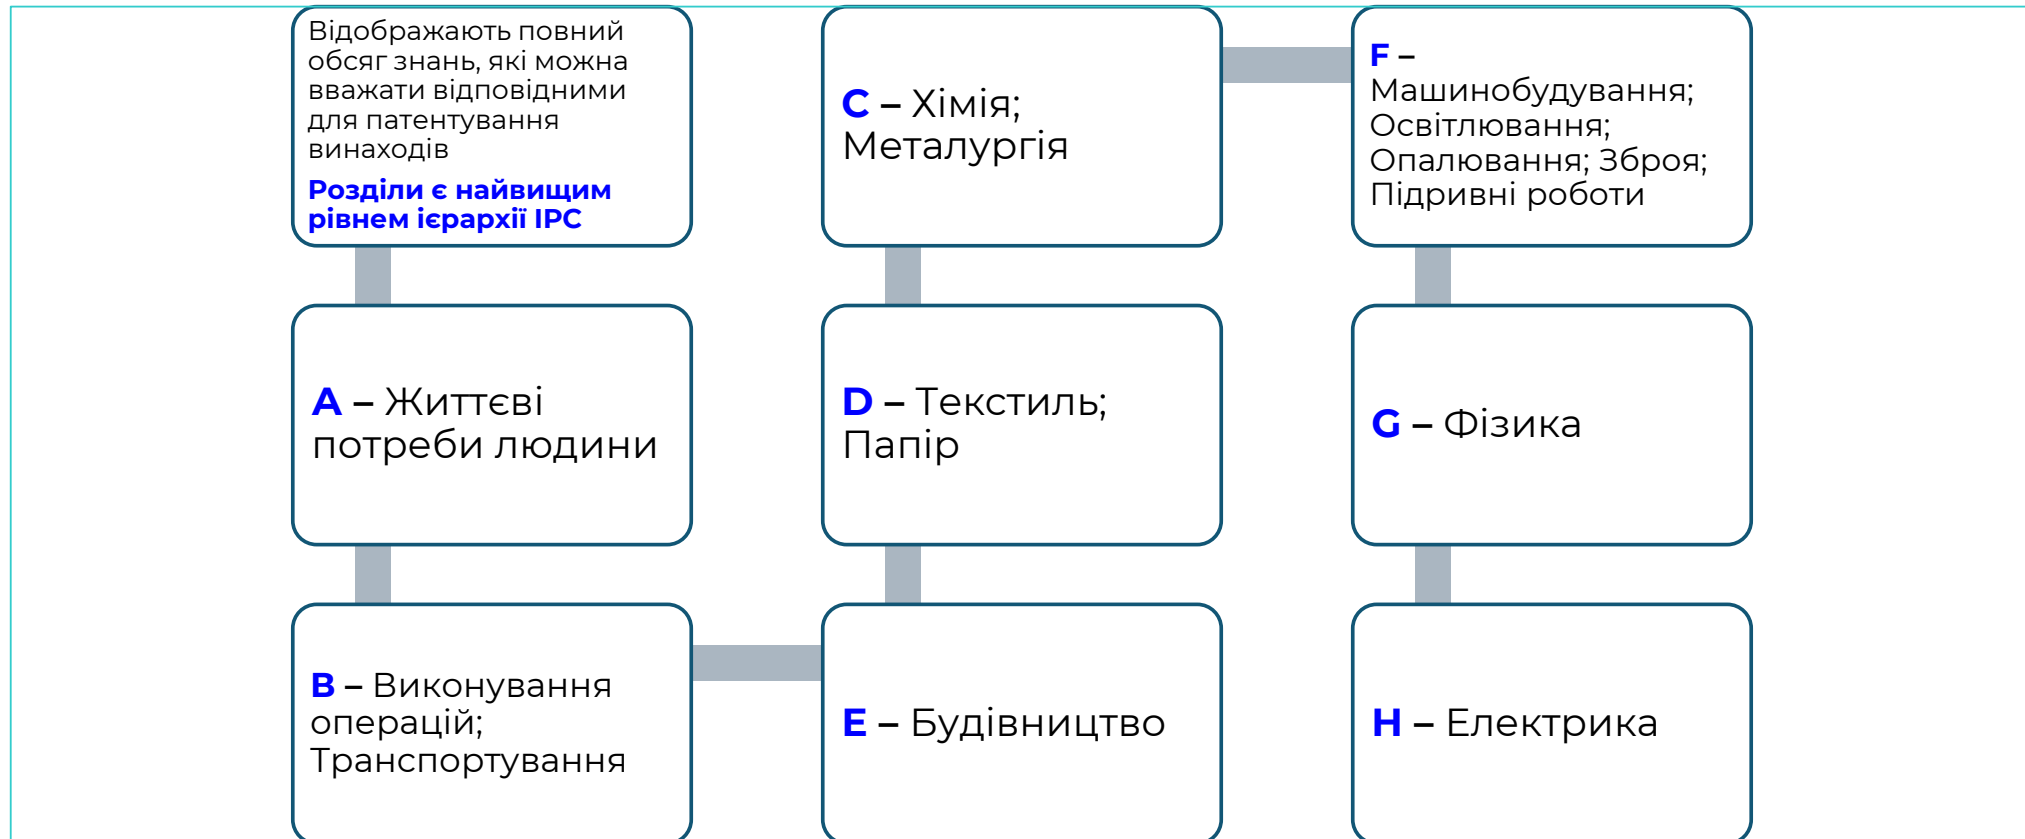 Відображають повний
обсяг знань, які можна
вважати відповідними
для патентування
винаходів
Розділи є найвищим
рівнем ієрархії IPC
A – Життєві
потреби людини
B – Виконування
операцій;
Транспортування
C – Хімія;
Металургія
D – Текстиль;
Папір
E – Будівництво
F –
Машинобудування;
Освітлювання;
Опалювання; Зброя;
Підривні роботи
G – Фізика
H – Електрика